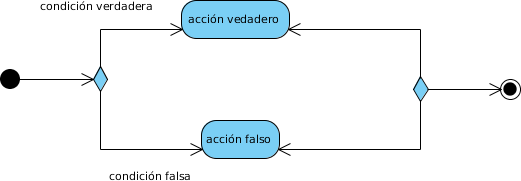 condición verdadera
acción vedadero
acción falso
condición falsa